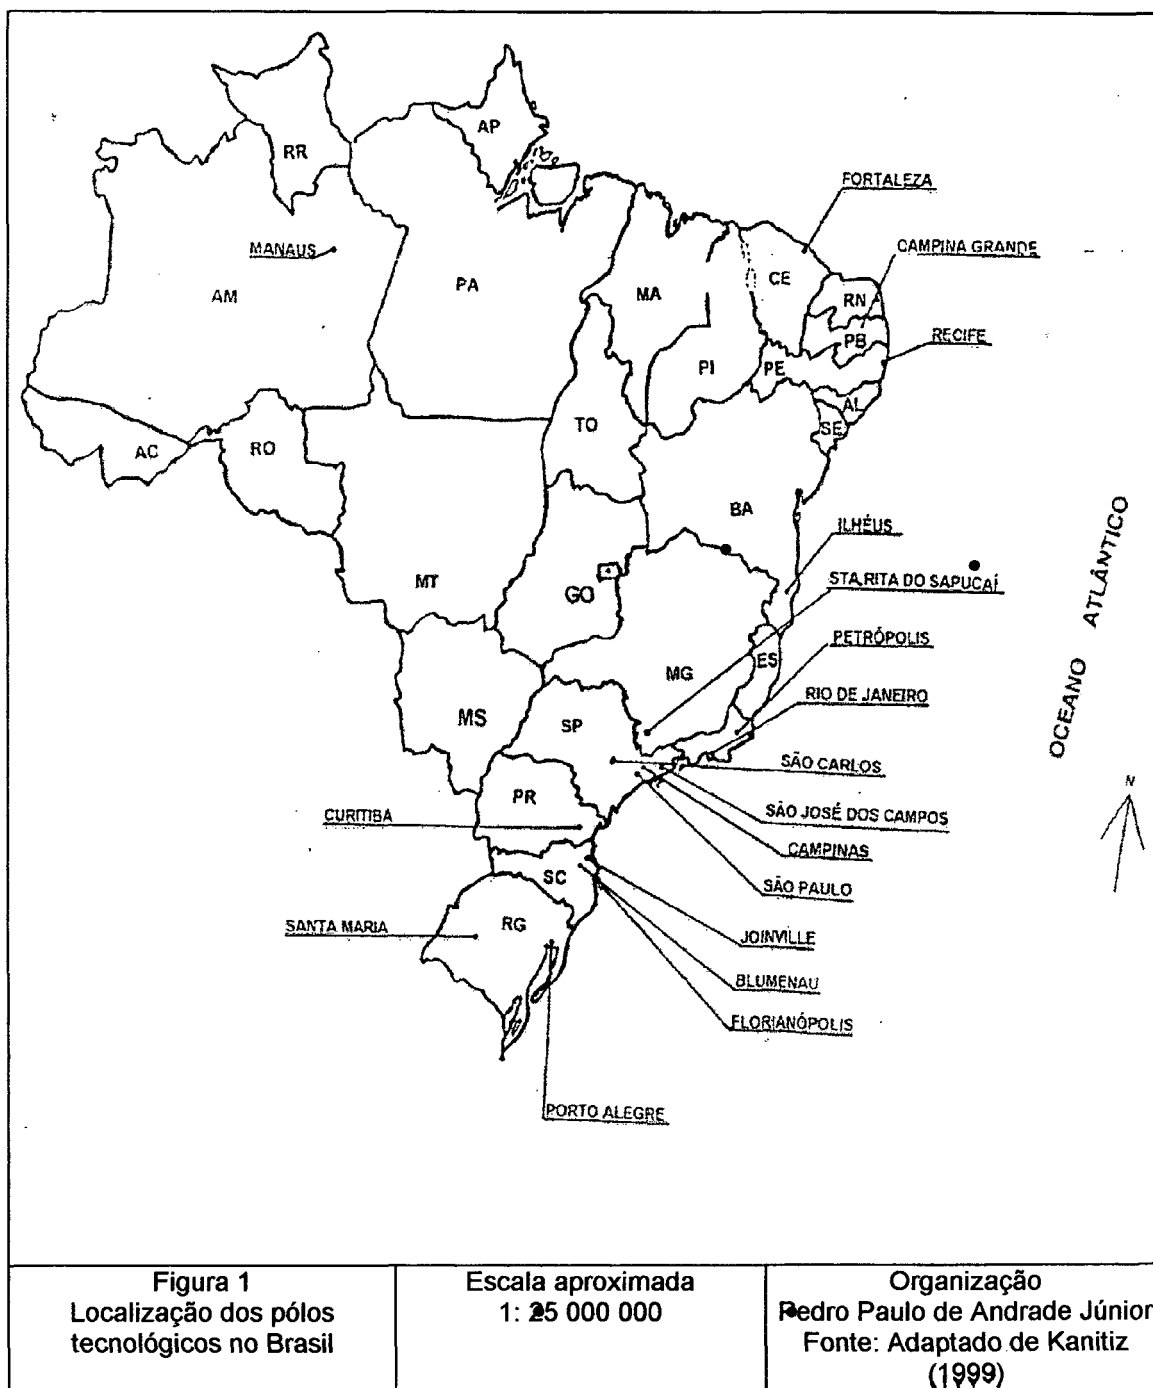 AP
RR
FORTALEZA
MANAUS
CAMPINA GRANDE
AM
PA
MA
CE
RN
PB
RECIFE
PI
PE
AL
TO
SE
AC
RO
BA
ILHÉUS
OCEANO ATLÂNTICO
MT
GO
STA.RITA DO SAPUCAÍ
PETRÓPOLIS
ES
MG
RIO DE JANEIRO
MS
SP
SÃO CARLOS
N
PR
CURITIBA
SÃO JOSÉ DOS CAMPOS
CAMPINAS
SC
SÃO PAULO
SANTA MARIA
RG
JOINVILLE
BLUMENAU
FLORIANÓPOLIS
PORTO ALEGRE
Figura 1
Localização dos pólos
tecnológicos no Brasil
Escala aproximada
1: 25 000 000
Organização
Pedro Paulo de Andrade Júnior
Fonte: Adaptado de Kanitiz
(1999)